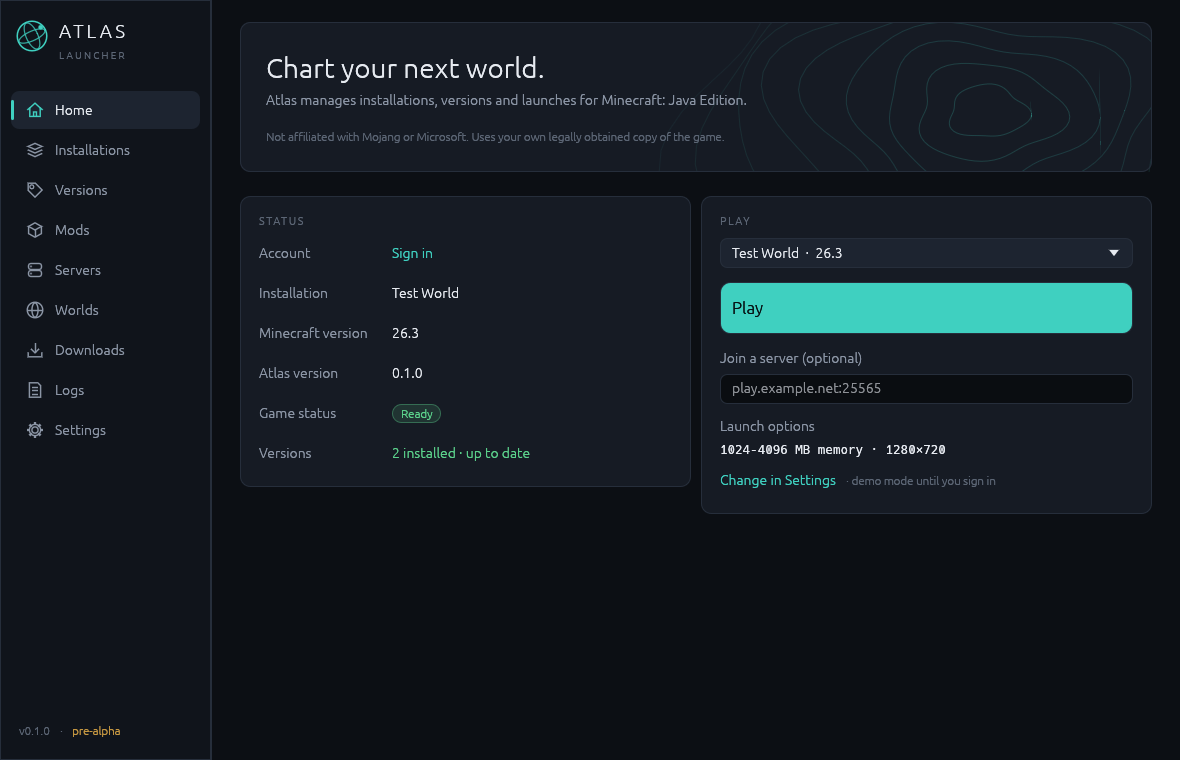 ATLAS
LAUNCHER
Home
Installations
Versions
Mods
Servers
Worlds
Downloads
Logs
Settings
v0.1.0 · pre-alpha
Chart your next world.
Atlas manages installations, versions and launches for Minecraft: Java Edition.
Not affiliated with Mojang or Microsoft. Uses your own legally obtained copy of the game.
STATUS
Account Sign in
Installation Test World
Minecraft version 26.3
Atlas version 0.1.0
Game status Ready
Versions 2 installed · up to date
PLAY
Test World · 26.3
Play
Join a server (optional)
play.example.net:25565
Launch options
1024-4096 MB memory · 1280×720
Change in Settings · demo mode until you sign in